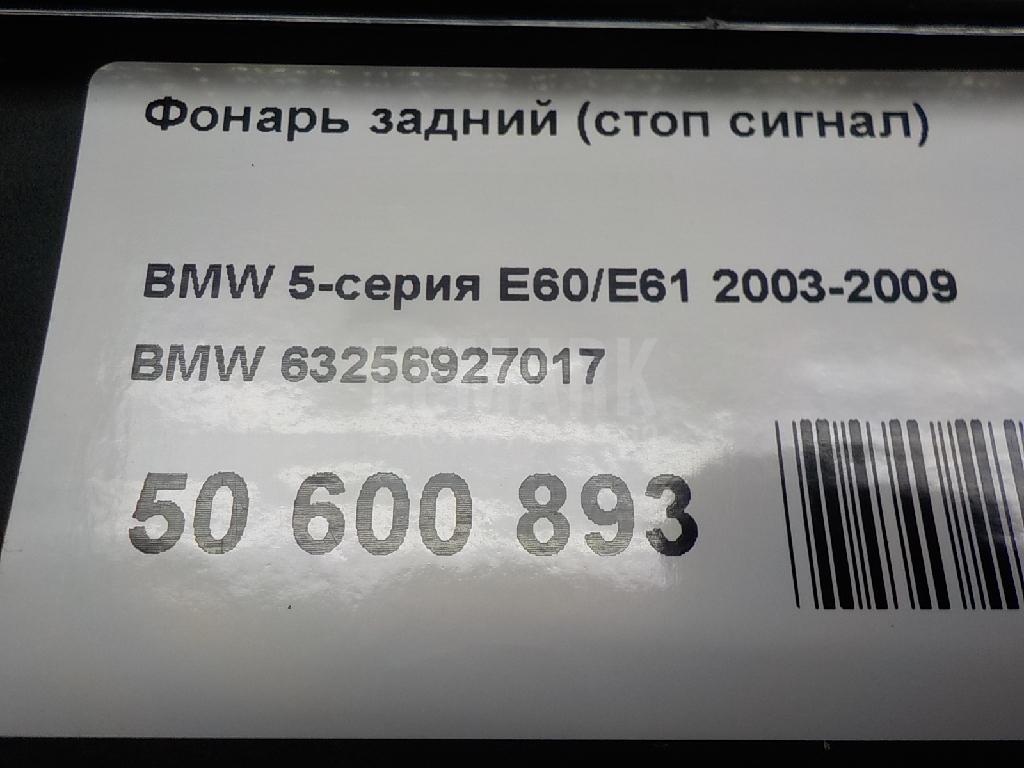 Фонарь задний (стоп сигнал)
BMW 5-серия E60/E61 2003-2009
BMW 63256927017
50 600 893